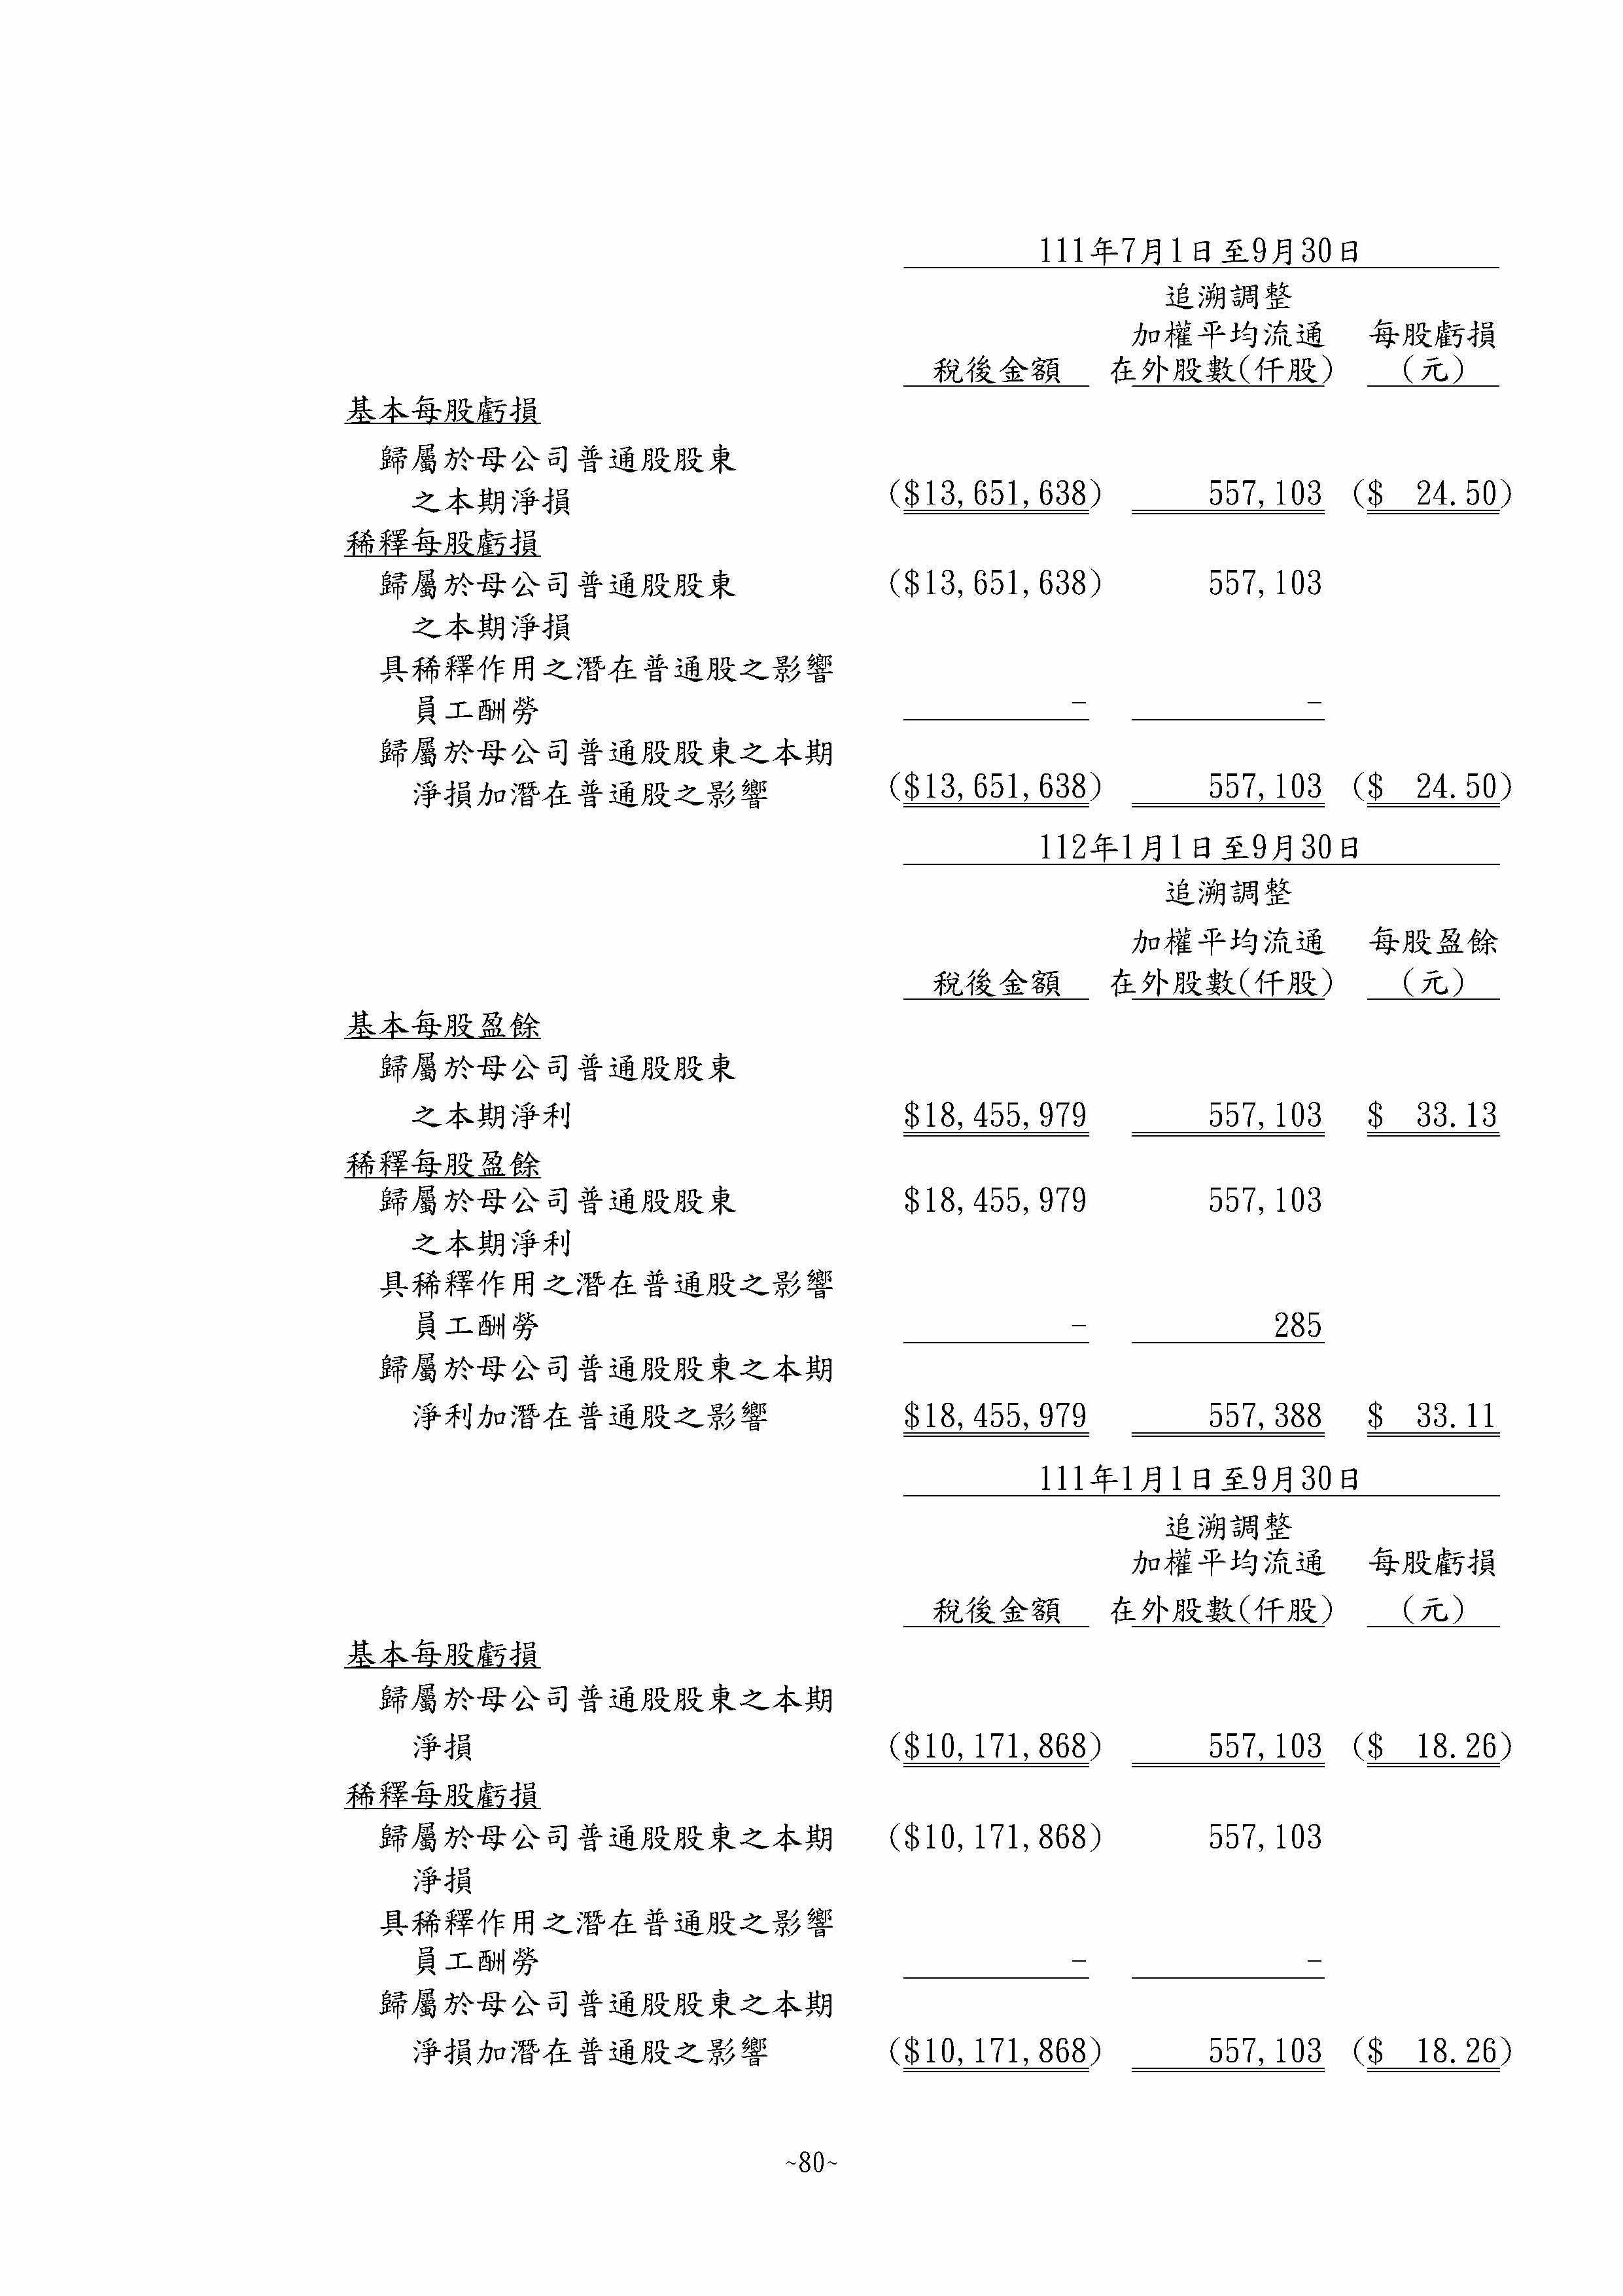 111年7月1日至9月30日
追溯調整
加權平均流通 每股虧損
稅後金額 在外股數(仟股) (元)
基本每股虧損
歸屬於母公司普通股股東
之本期淨損 ($13,651,638) 557,103 ($ 24.50)
稀釋每股虧損
歸屬於母公司普通股股東 ($13,651,638) 557,103
之本期淨損
具稀釋作用之潛在普通股之影響
員工酬勞 - -
歸屬於母公司普通股股東之本期
淨損加潛在普通股之影響 ($13,651,638) 557,103 ($ 24.50)
112年1月1日至9月30日
追溯調整
加權平均流通 每股盈餘
稅後金額 在外股數(仟股) (元)
基本每股盈餘
歸屬於母公司普通股股東
之本期淨利 $18,455,979 557,103 $ 33.13
稀釋每股盈餘
歸屬於母公司普通股股東 $18,455,979 557,103
之本期淨利
具稀釋作用之潛在普通股之影響
員工酬勞 - 285
歸屬於母公司普通股股東之本期
淨利加潛在普通股之影響 $18,455,979 557,388 $ 33.11
111年1月1日至9月30日
追溯調整
加權平均流通 每股虧損
稅後金額 在外股數(仟股) (元)
基本每股虧損
歸屬於母公司普通股股東之本期
淨損 ($10,171,868) 557,103 ($ 18.26)
稀釋每股虧損
歸屬於母公司普通股股東之本期 ($10,171,868) 557,103
淨損
具稀釋作用之潛在普通股之影響
員工酬勞 - -
歸屬於母公司普通股股東之本期
淨損加潛在普通股之影響 ($10,171,868) 557,103 ($ 18.26)
~80~